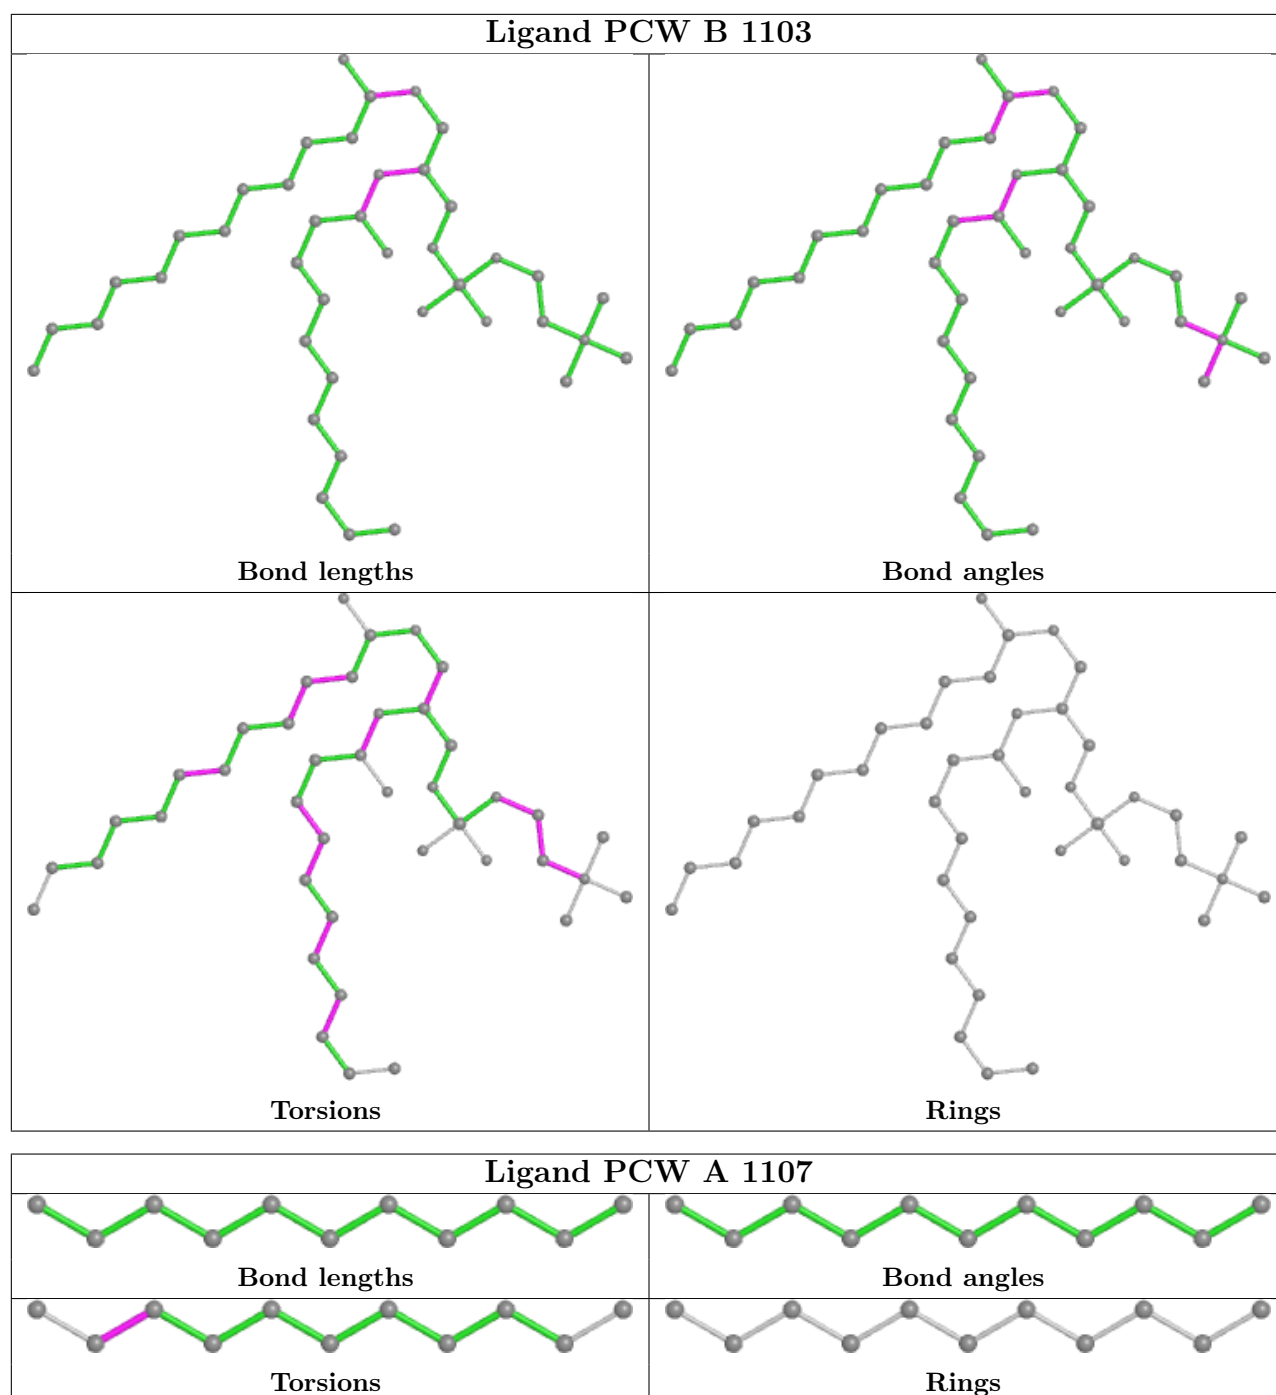 Ligand PCW B 1103
Bond lengths
Bond angles
Torsions
Rings
Ligand PCW A 1107
Bond lengths
Bond angles
Torsions
Rings